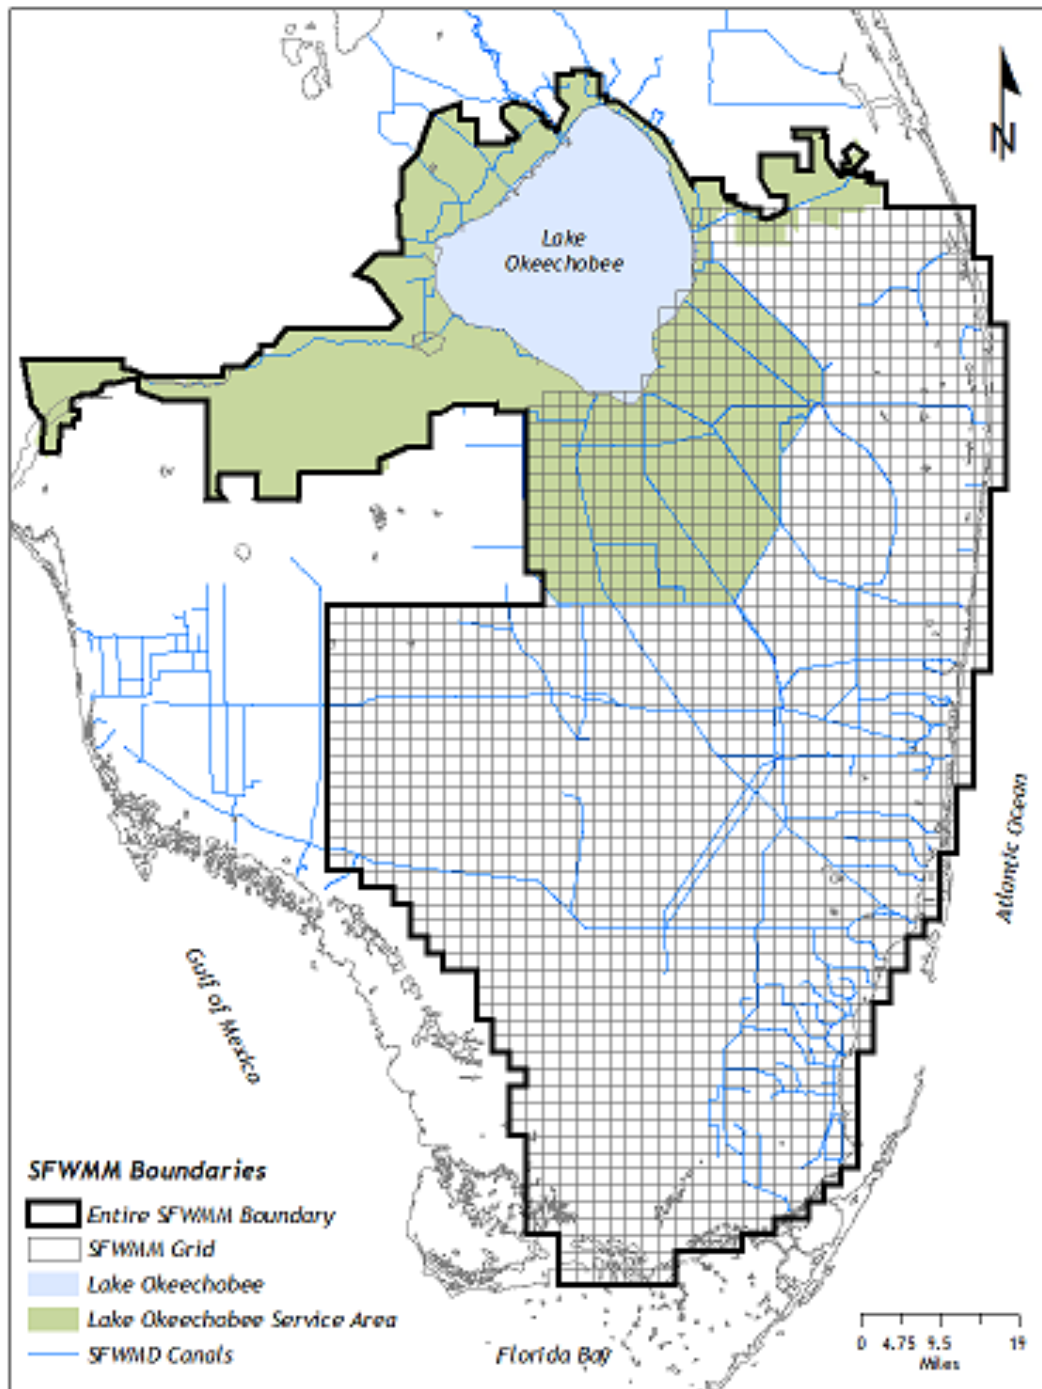 N
Lake
Okeechobee
Atlantic Ocean
Gulf of Mexico
SFWMM Boundaries
Entire SFWMM Boundary
SFWMM Grid
Lake Okeechobee
Lake Okeechobee Service Area
SFWMD Canals
Florida Bay
0 4.75 9.5 19
Miles